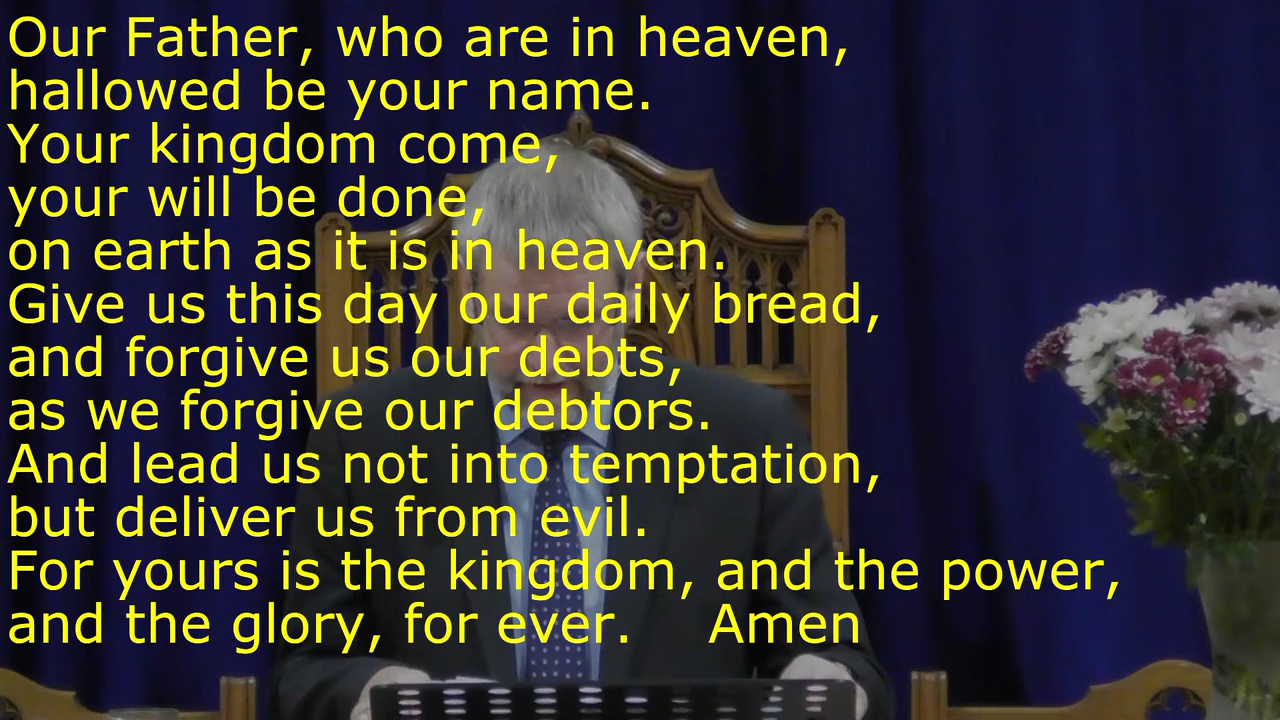 Our Father, who are in heaven,
hallowed be your name.
Your kingdom come,
your will be done,
on earth as it is in heaven.
Give us this day our daily bread,
and forgive us our debts,
as we forgive our debtors.
And lead us not into temptation,
but deliver us from evil.
For yours is the kingdom, and the power,
and the glory, for ever. Amen